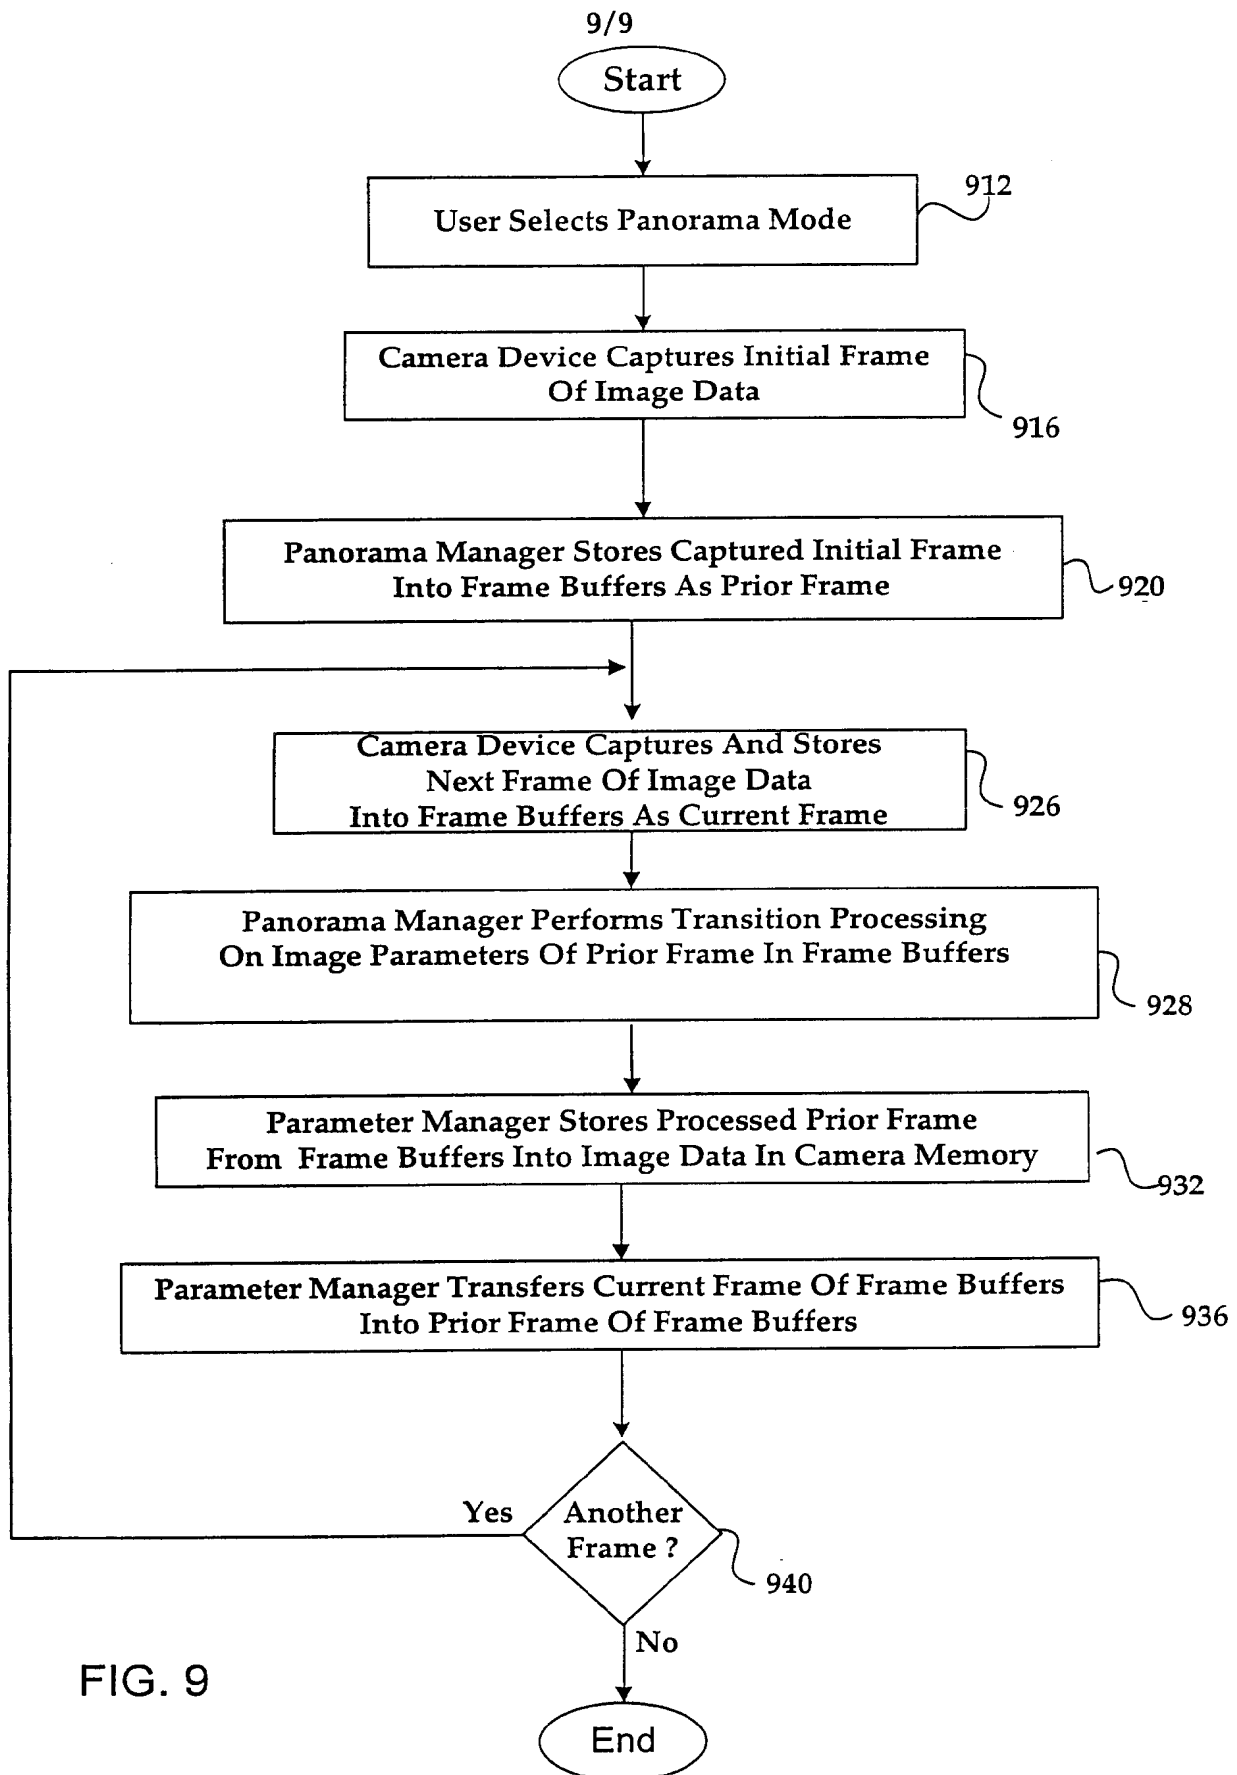 9/9
Start
912
User Selects Panorama Mode
Camera Device Captures Initial Frame
Of Image Data
916
Panorama Manager Stores Captured Initial Frame
Into Frame Buffers As Prior Frame
920
Camera Device Captures And Stores
Next Frame Of Image Data
Into Frame Buffers As Current Frame
926
Panorama Manager Performs Transition Processing
On Image Parameters Of Prior Frame In Frame Buffers
928
Parameter Manager Stores Processed Prior Frame
From Frame Buffers Into Image Data In Camera Memory
932
Parameter Manager Transfers Current Frame Of Frame Buffers
Into Prior Frame Of Frame Buffers
936
Yes
Another
Frame ?
940
No
FIG. 9
End